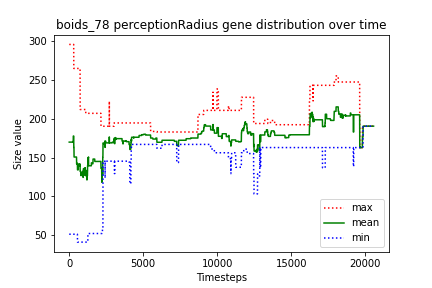 boids_78 perceptionRadius gene distribution over time
300
250
200
150
100
50
Size value
0
5000
10000
15000
20000
Timesteps
max
mean
min